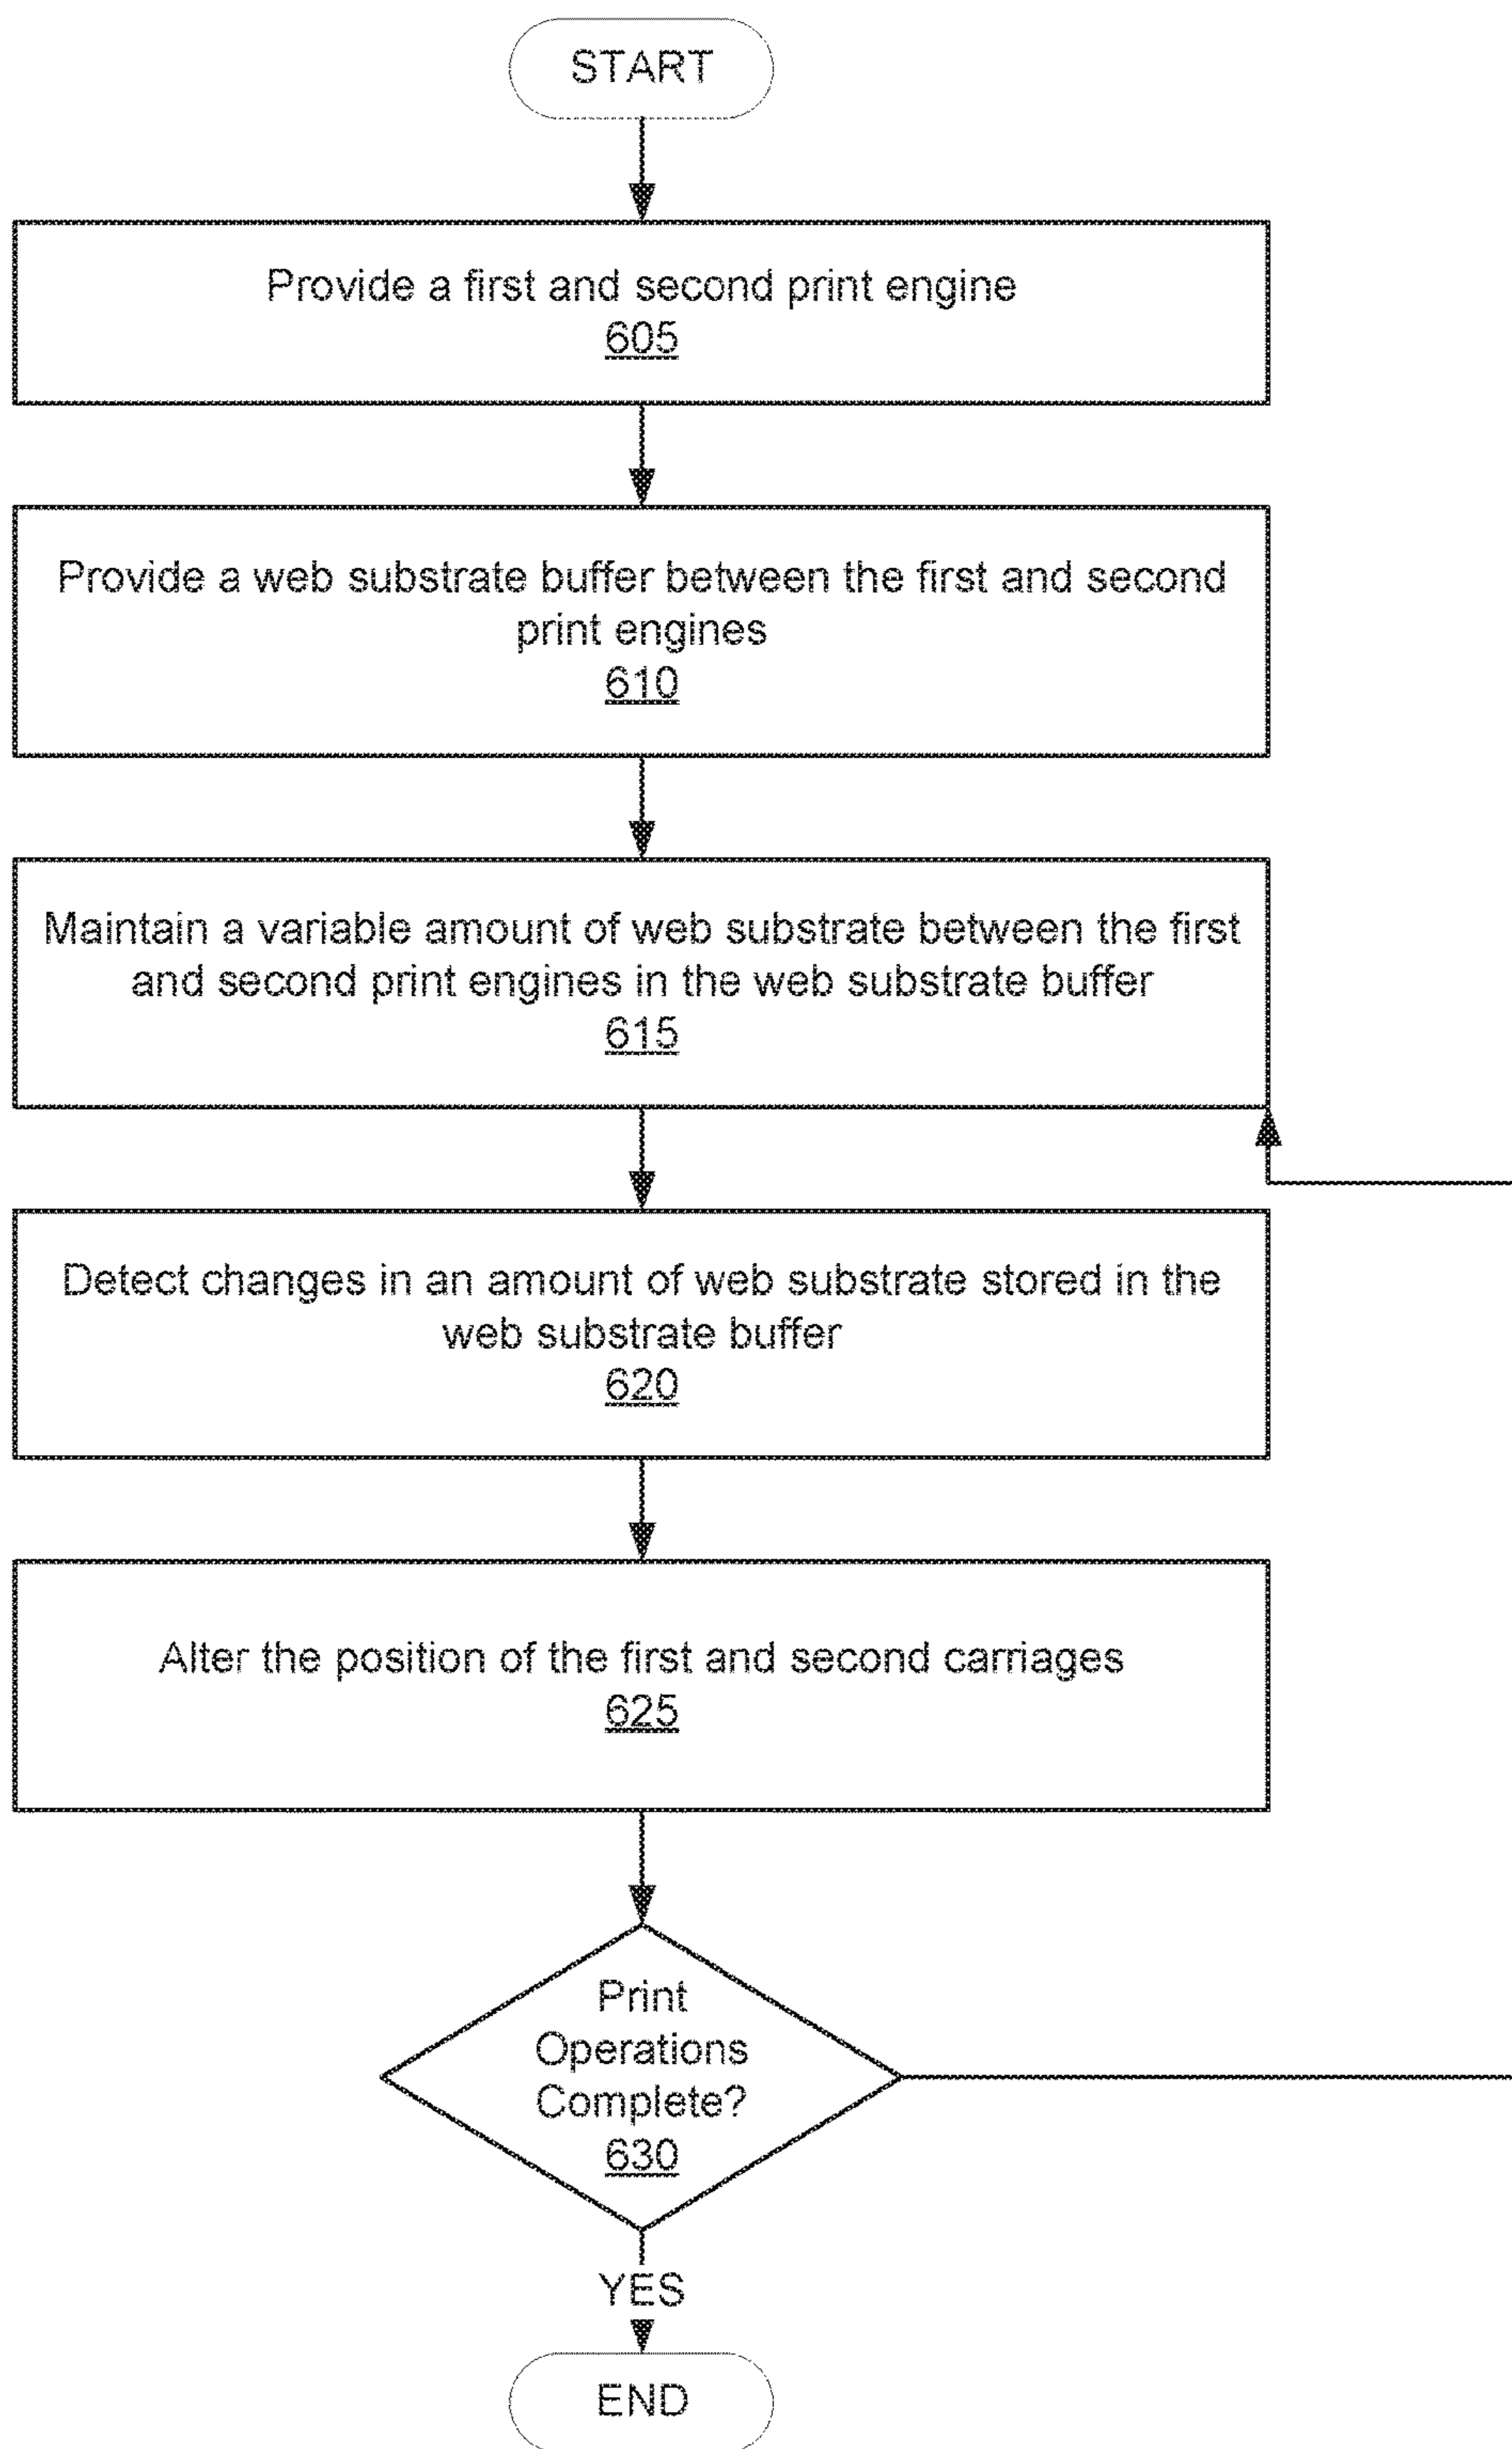 START
Provide a first and second print engine
605
Provide a web substrate buffer between the first and second
print engines
610
Maintain a variable amount of web substrate between the first
and second print engines in the web substrate buffer
615
Detect changes in an amount of web substrate stored in the
web substrate buffer
620
Alter the position of the first and second carriages
625
Print
Operations
Complete?
630
YES
END